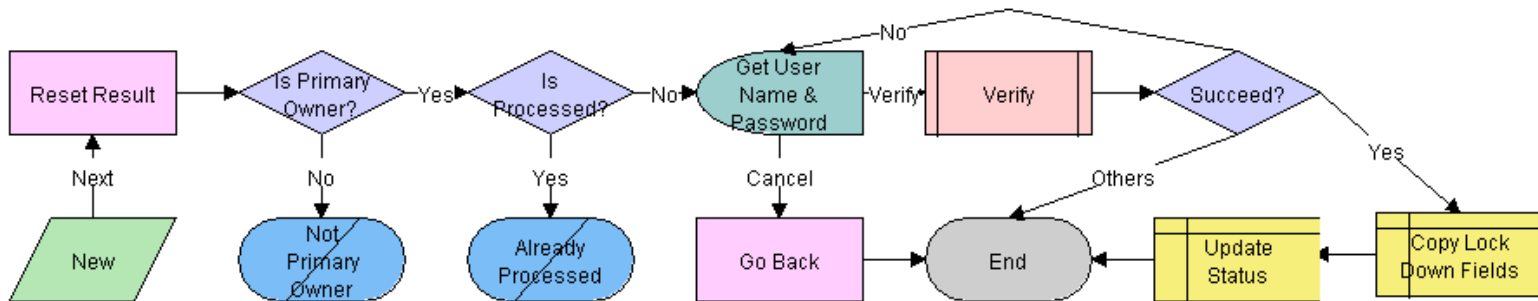 No
Reset Result
Is Primary
Owner?
Yes
Is
Processed?
No
Get User
Name &
Password
Verify
Verify
Succeed?
Next
No
Yes
Cancel
Others
Yes
New
Not
Primary
Owner
Already
Processed
Go Back
End
Update
Status
Copy Lock
Down Fields